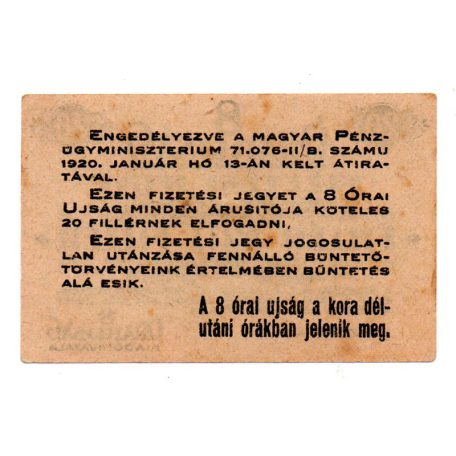 ENGEDÉLYEZVE A MAGYAR PÉNZ-
ÜGYMINISZTERIUM 71.076-II/B. SZÁMU
1920. JANUÁR HÓ 13-ÁN KELT ÁTIRA-
TÁVAL.
EZEN FIZETÉSI JEGYET A 8 ÓRAI
UJSÁG MINDEN ÁRUSITÓJA KÖTELES
20 FILLÉRNEK ELFOGADNI,
EZEN FIZETÉSI JEGY JOGOSULAT-
LAN UTÁNZÁSA FENNÁLLÓ BÜNTETŐ-
TÖRVÉNYEINK ÉRTELMÉBEN BÜNTETÉS
ALÁ ESIK.
A 8 órai ujság a kora dél-
utáni órákban jelenik meg.